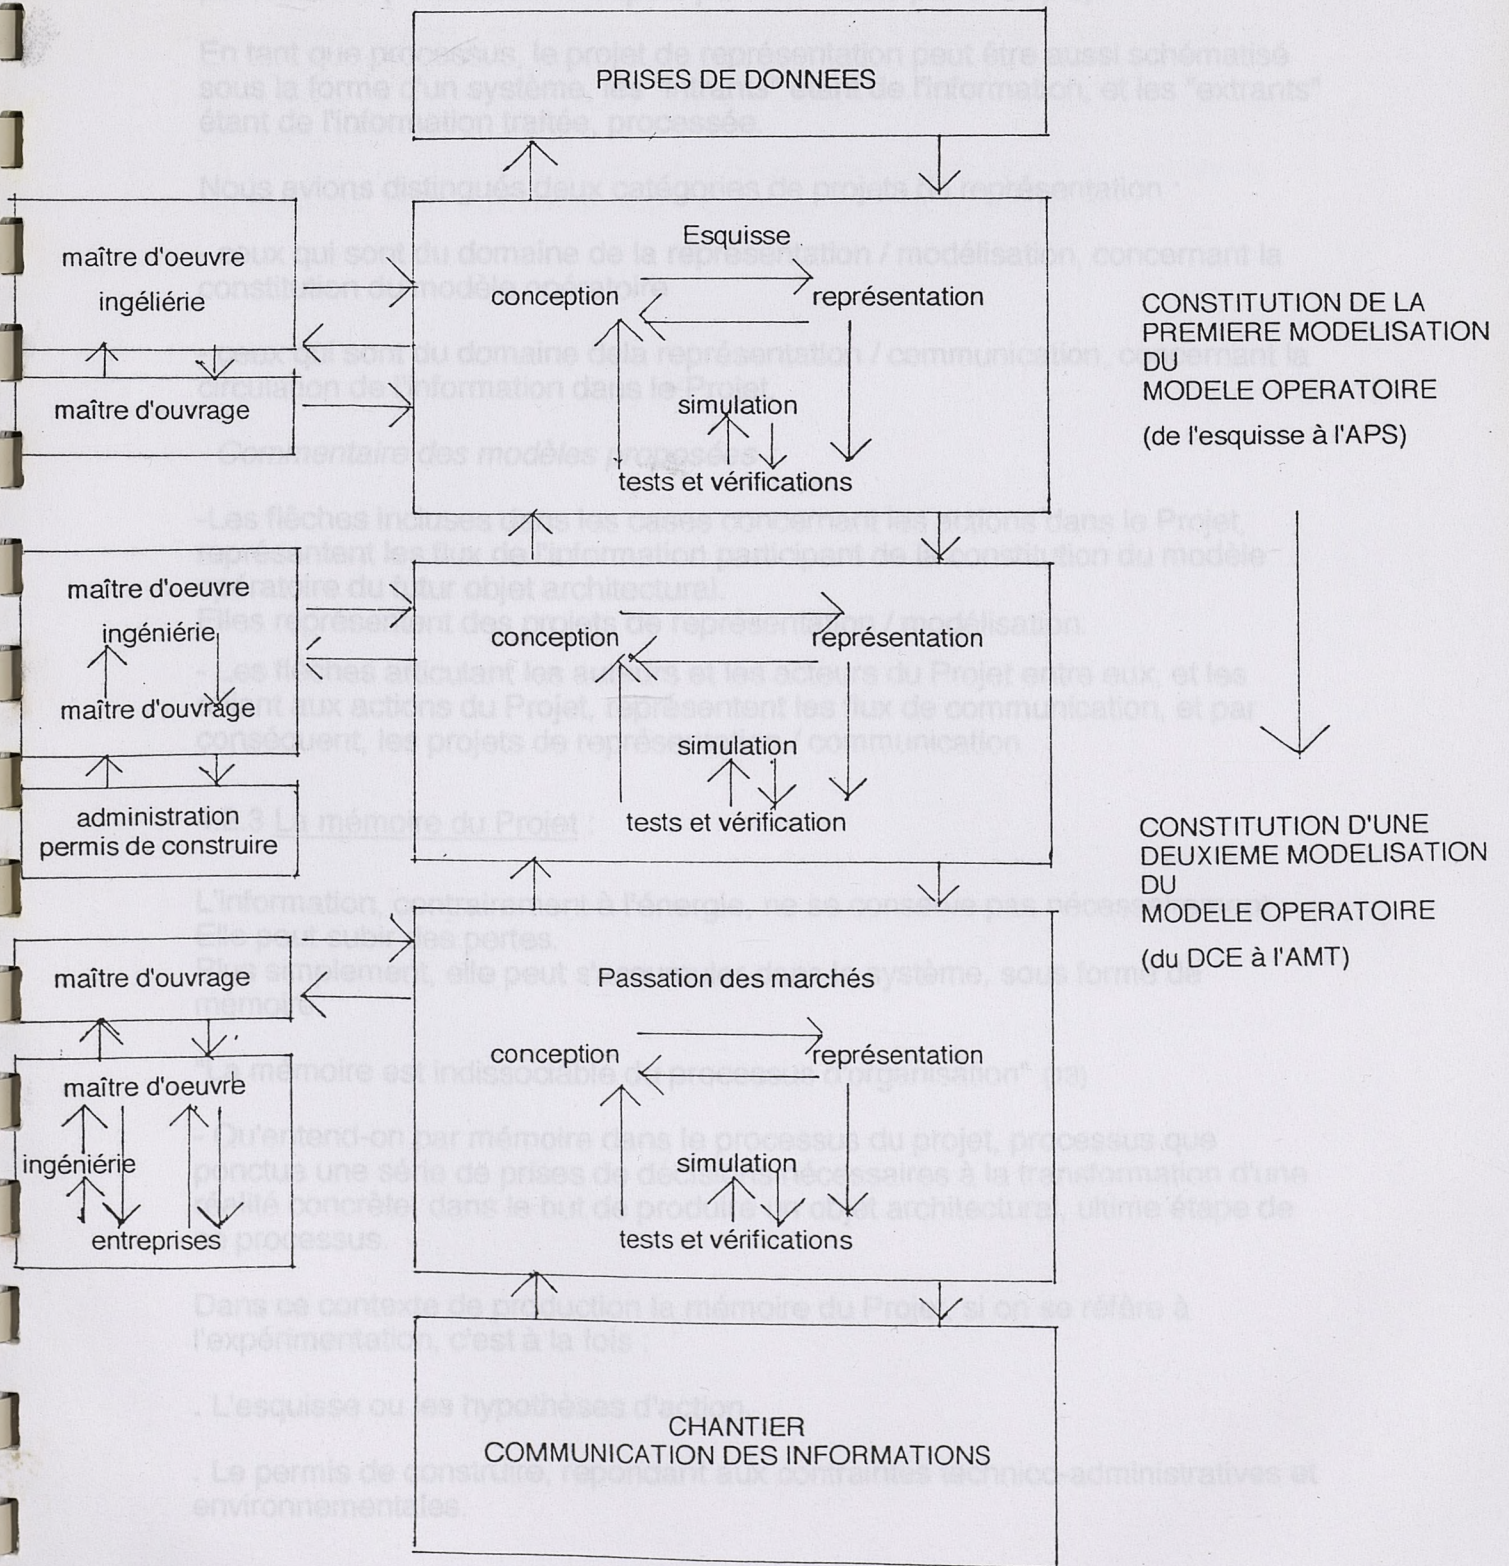 PRISES DE DONNEES
maître d'oeuvre
ingéliérie
maître d'ouvrage
Esquisse
conception
représentation
simulation
tests et vérifications
CONSTITUTION DE LA
PREMIERE MODELISATION
DU
MODELE OPERATOIRE
(de l'esquisse à l'APS)
maître d'oeuvre
ingéniérie
maître d'ouvrage
administration
permis de construire
conception
représentation
simulation
tests et vérification
CONSTITUTION D'UNE
DEUXIEME MODELISATION
DU
MODELE OPERATOIRE
(du DCE à l'AMT)
maître d'ouvrage
maître d'oeuvre
ingéniérie
entreprises
Passation des marchés
conception
représentation
simulation
tests et vérifications
CHANTIER
COMMUNICATION DES INFORMATIONS